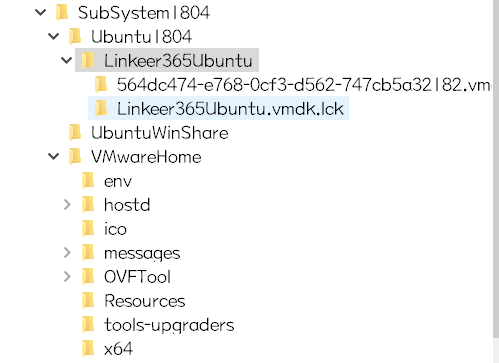 SubSystem1804
Ubuntu1804
Linkeer365Ubuntu
564dc474-e768-0cf3-d562-747cb5a32182.vm
Linkeer365Ubuntu.vmdk.lck
UbuntuWinShare
VMwareHome
env
hostd
ico
messages
OVFTool
Resources
tools-upgraders
x64